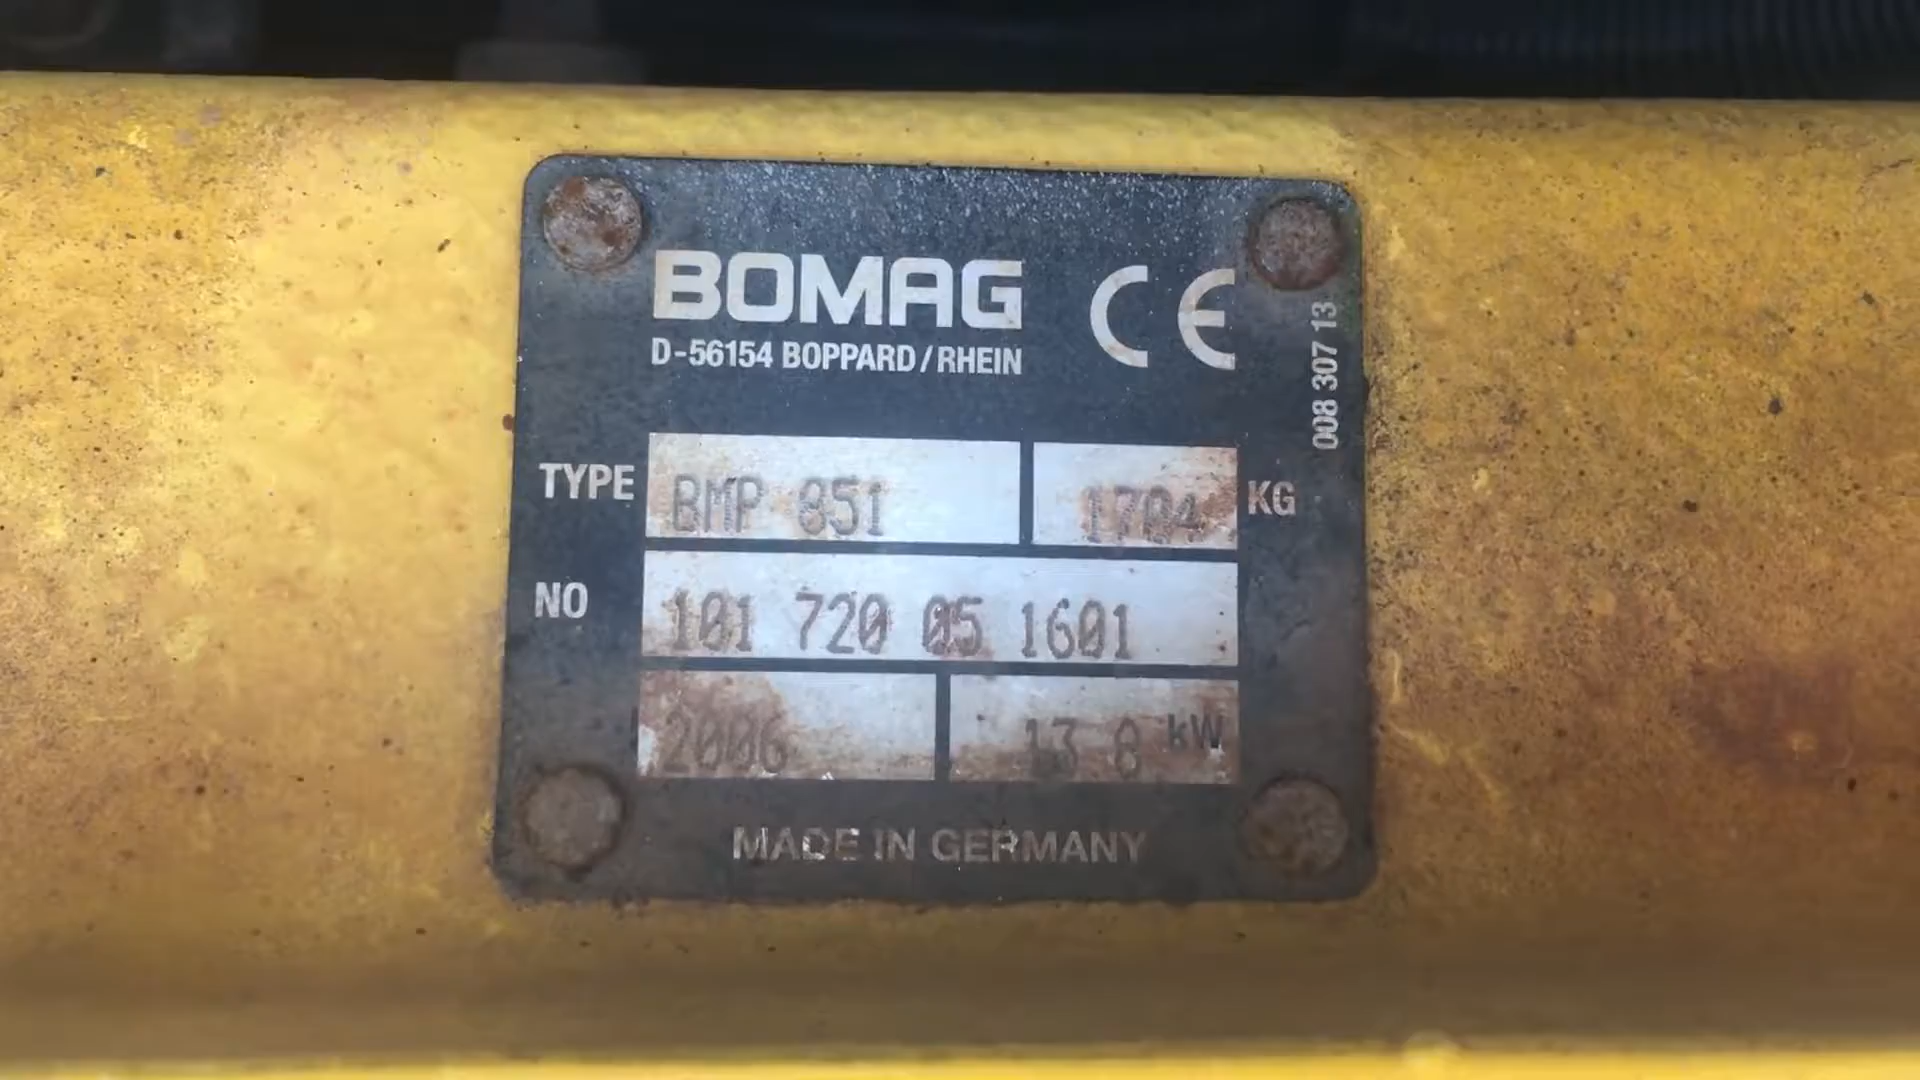 BOMAG CE
D-56154 BOPPARD/RHEIN
008 307 13
TYPE BMP 851 1704 KG
NO 101 720 05 1601
2006 13 8 kW
MADE IN GERMANY